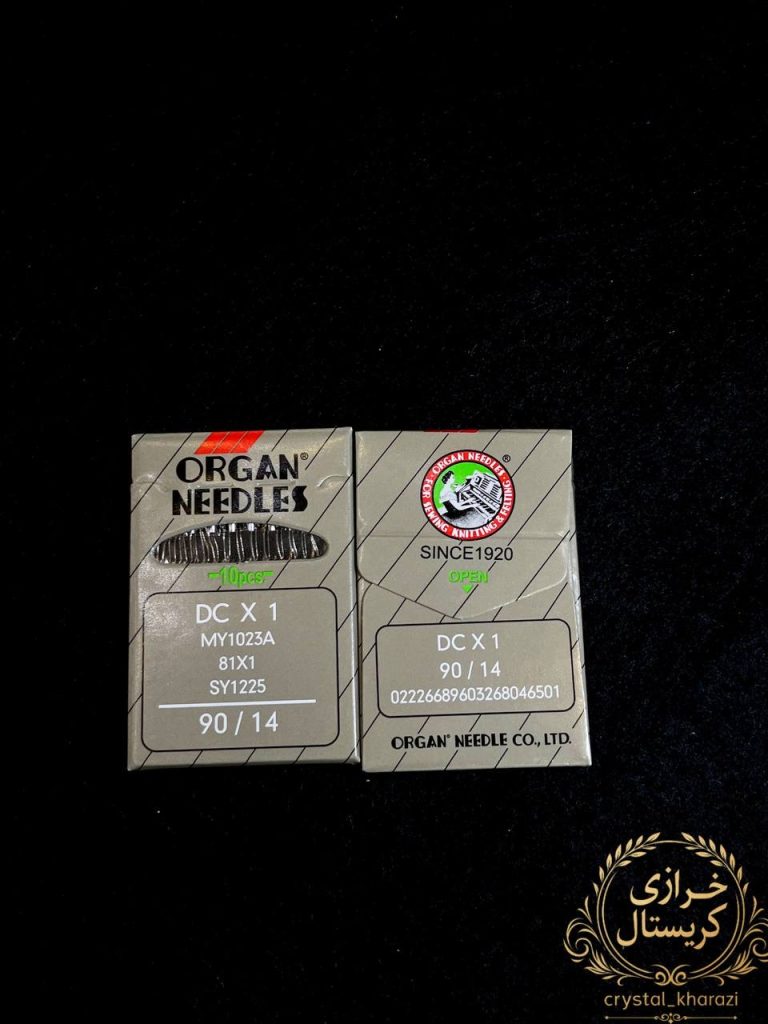 ORGAN®
NEEDLES
10pcs
DC X 1
MY1023A
81X1
SY1225
90 / 14
ORGAN NEEDLES
FOR SEWING KNITTING & FELTING
®
SINCE1920
OPEN
DC X 1
90 / 14
02226689603268046501
ORGAN® NEEDLE CO., LTD.
خرازی
کریستال
crystal_kharazi